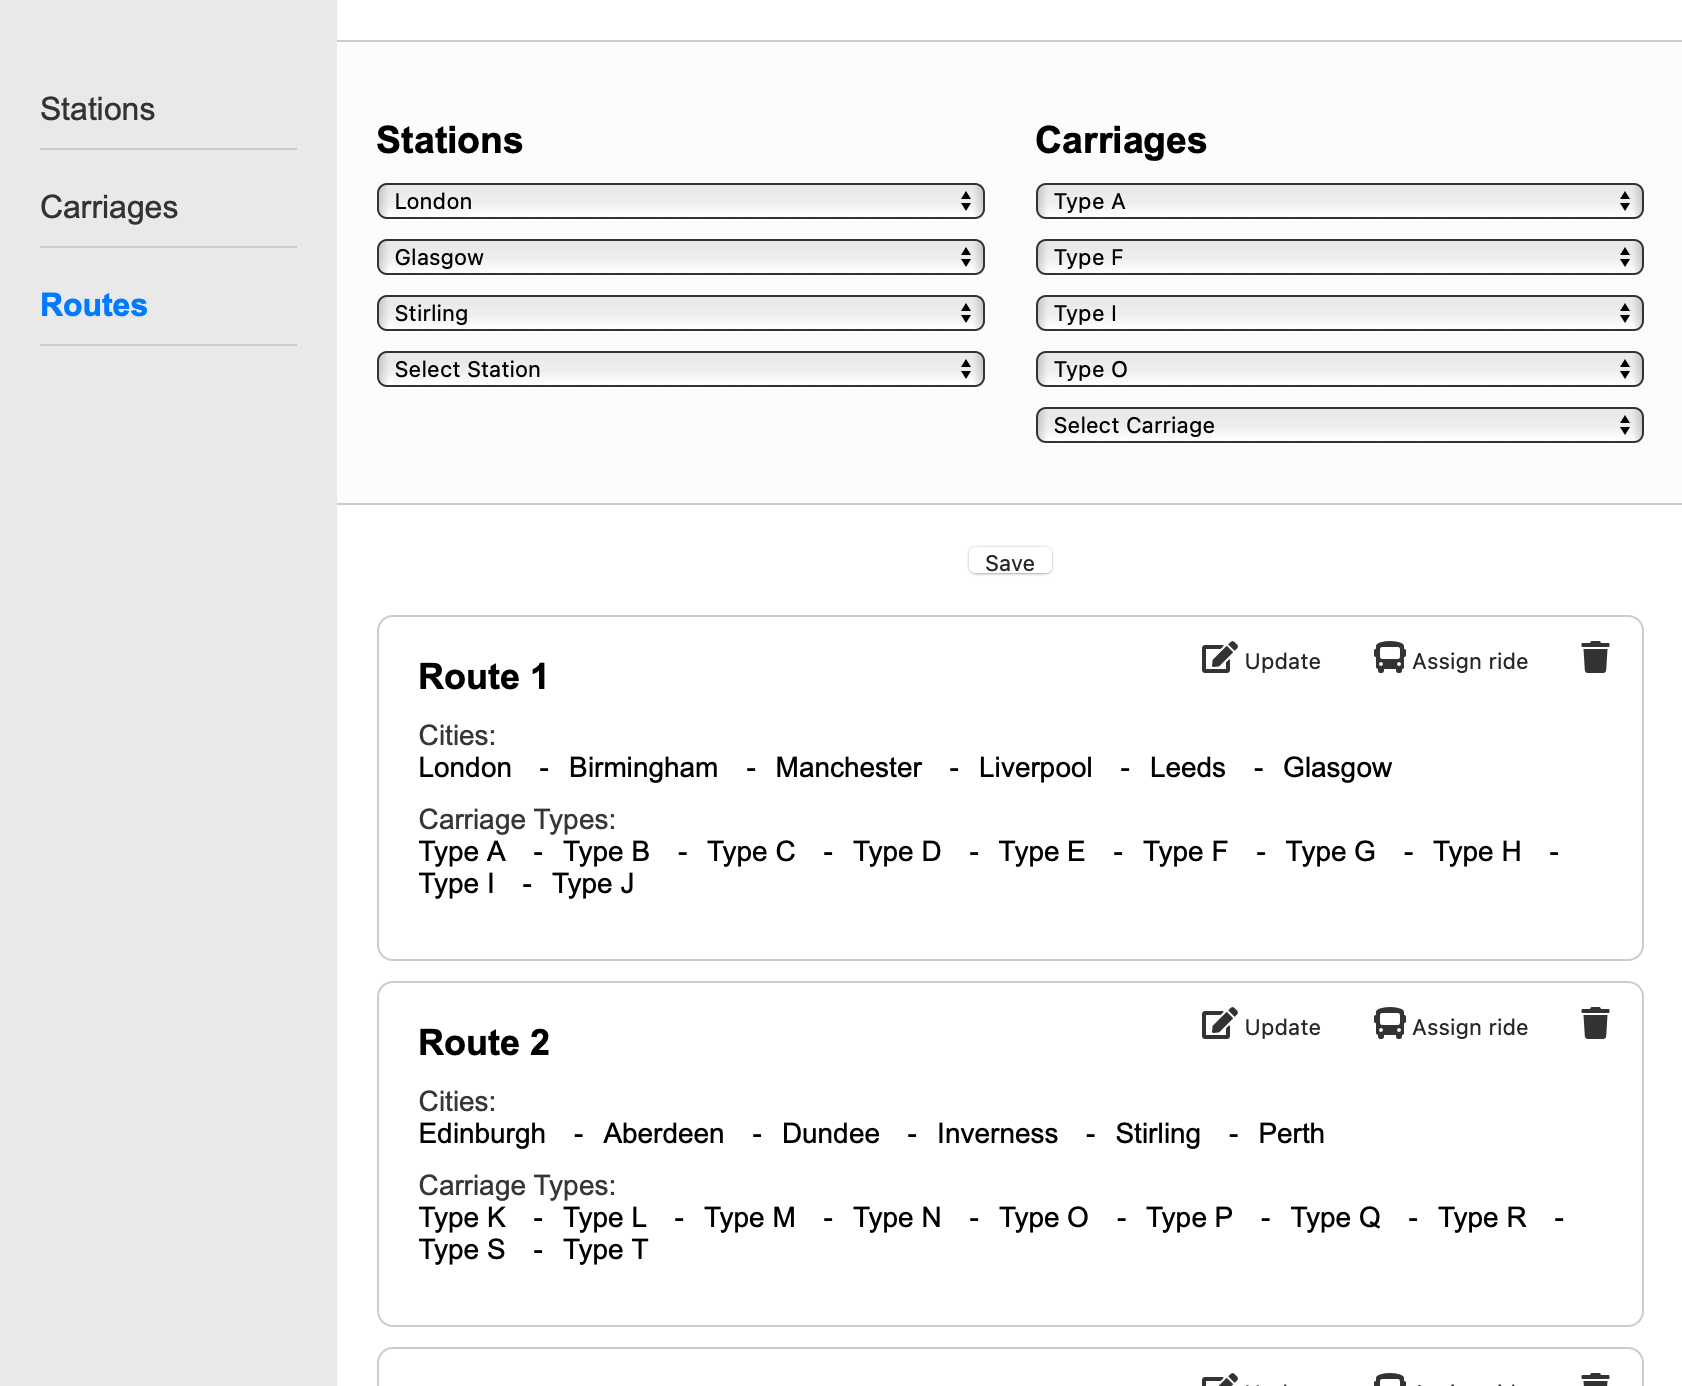 Stations
Carriages
Routes
Stations
London
Glasgow
Stirling
Select Station
Carriages
Type A
Type F
Type I
Type O
Select Carriage
Save
Route 1
Update
Assign ride
Cities:
London - Birmingham - Manchester - Liverpool - Leeds - Glasgow
Carriage Types:
Type A - Type B - Type C - Type D - Type E - Type F - Type G - Type H -
Type I - Type J
Route 2
Update
Assign ride
Cities:
Edinburgh - Aberdeen - Dundee - Inverness - Stirling - Perth
Carriage Types:
Type K - Type L - Type M - Type N - Type O - Type P - Type Q - Type R -
Type S - Type T